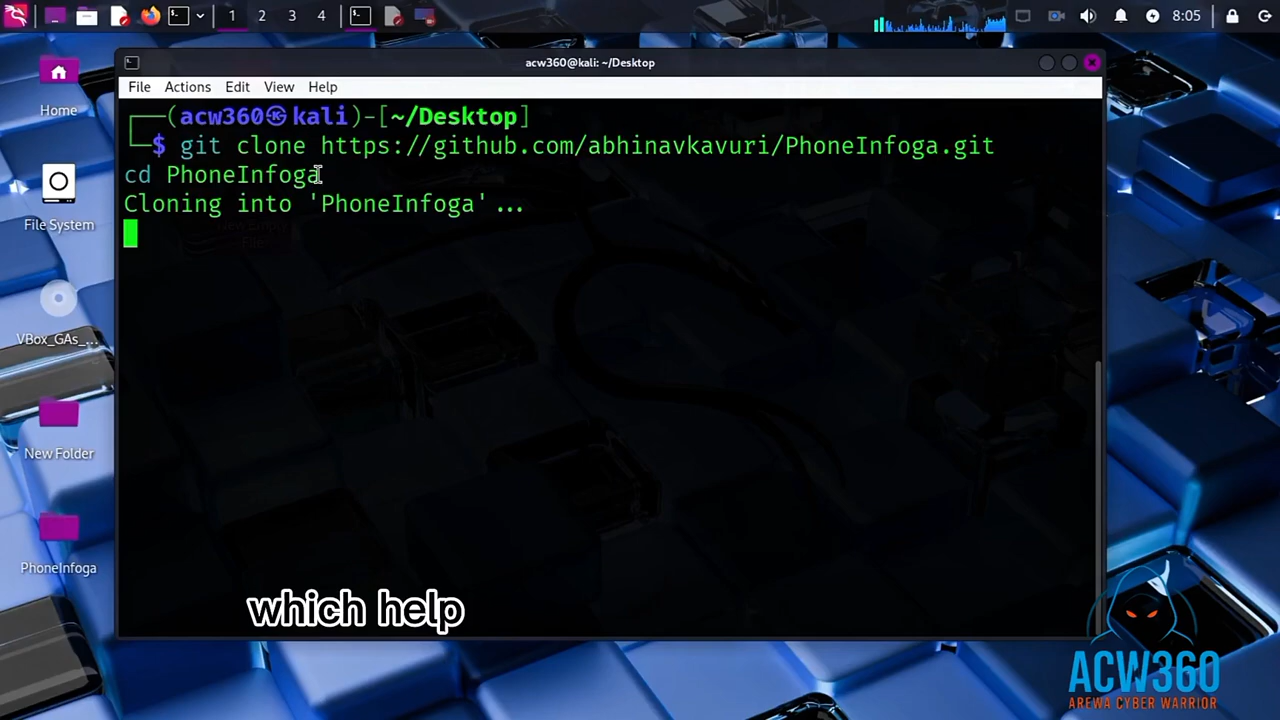 1 2 3 4
8:05
acw360@kali: ~/Desktop
File Actions Edit View Help
Home
File System
VBox_GAs_...
New Folder
PhoneInfoga
┌──(acw360㉿kali)-[~/Desktop]
└─$ git clone https://github.com/abhinavkavuri/PhoneInfoga.git
cd PhoneInfoga
Cloning into 'PhoneInfoga'...
which help
ACW360
AREWA CYBER WARRIOR